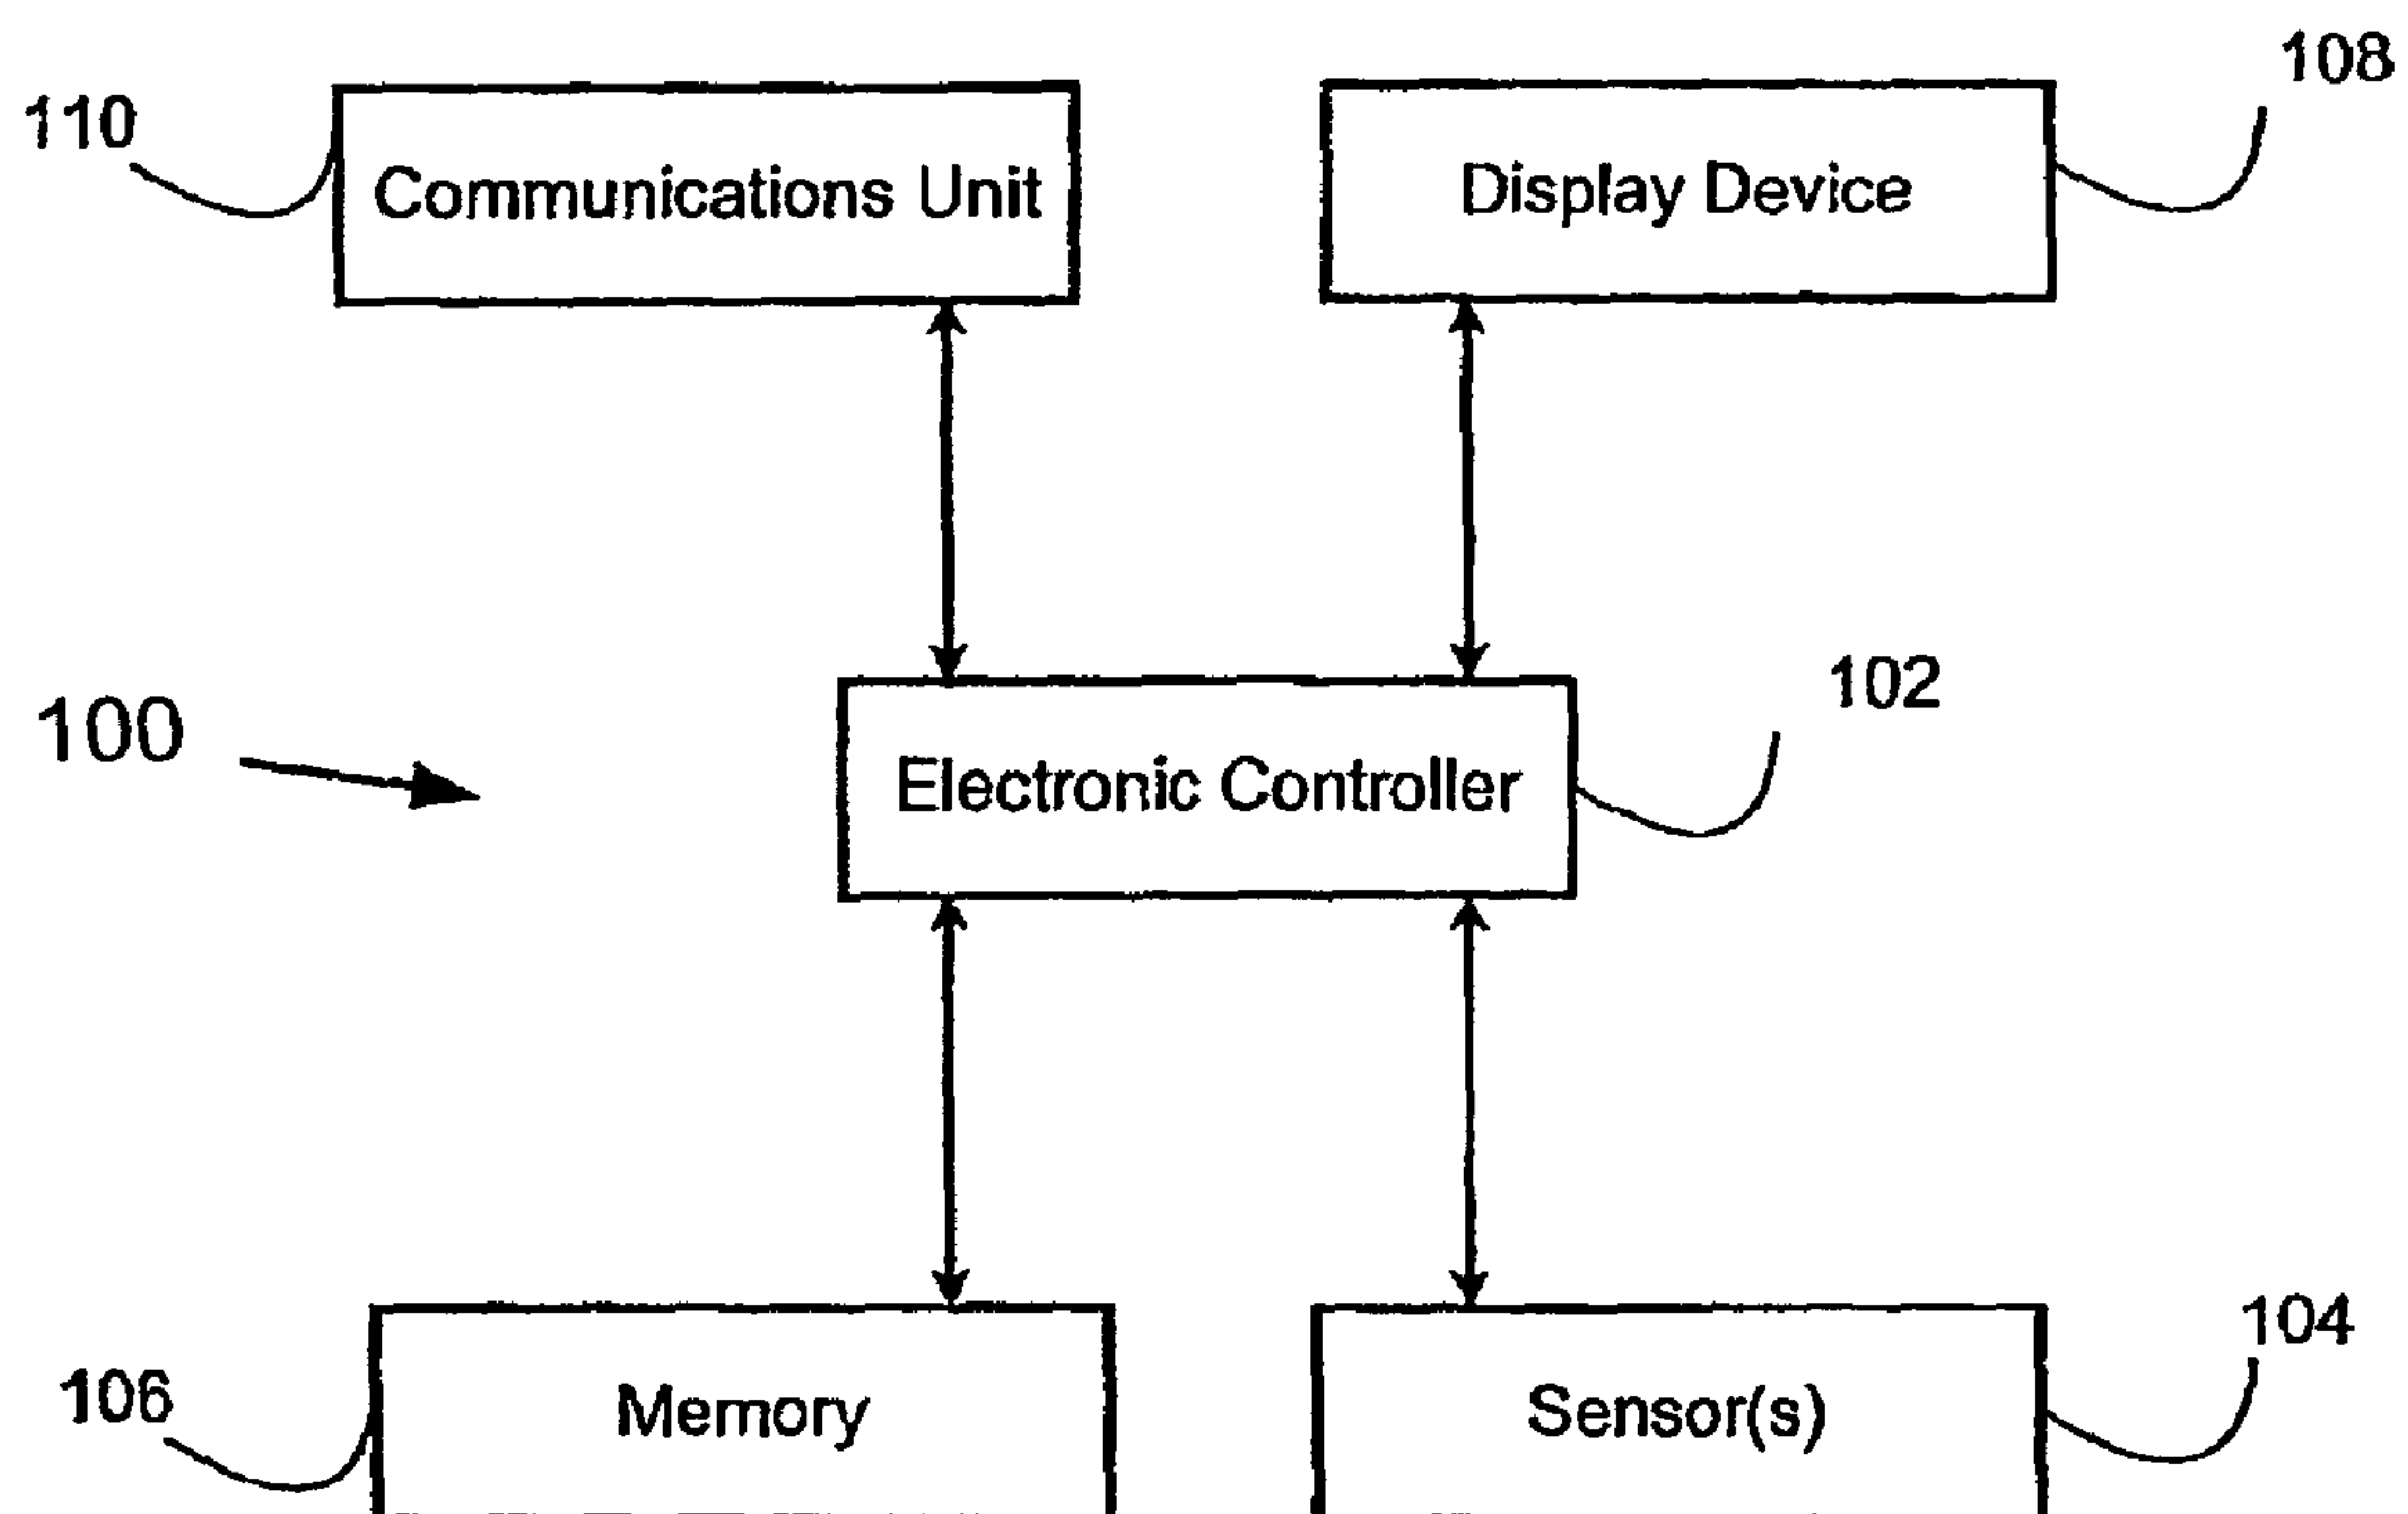 108
110
Communications Unit
Display Device
102
100
Electronic Controller
104
106
Memory
Sensor(s)